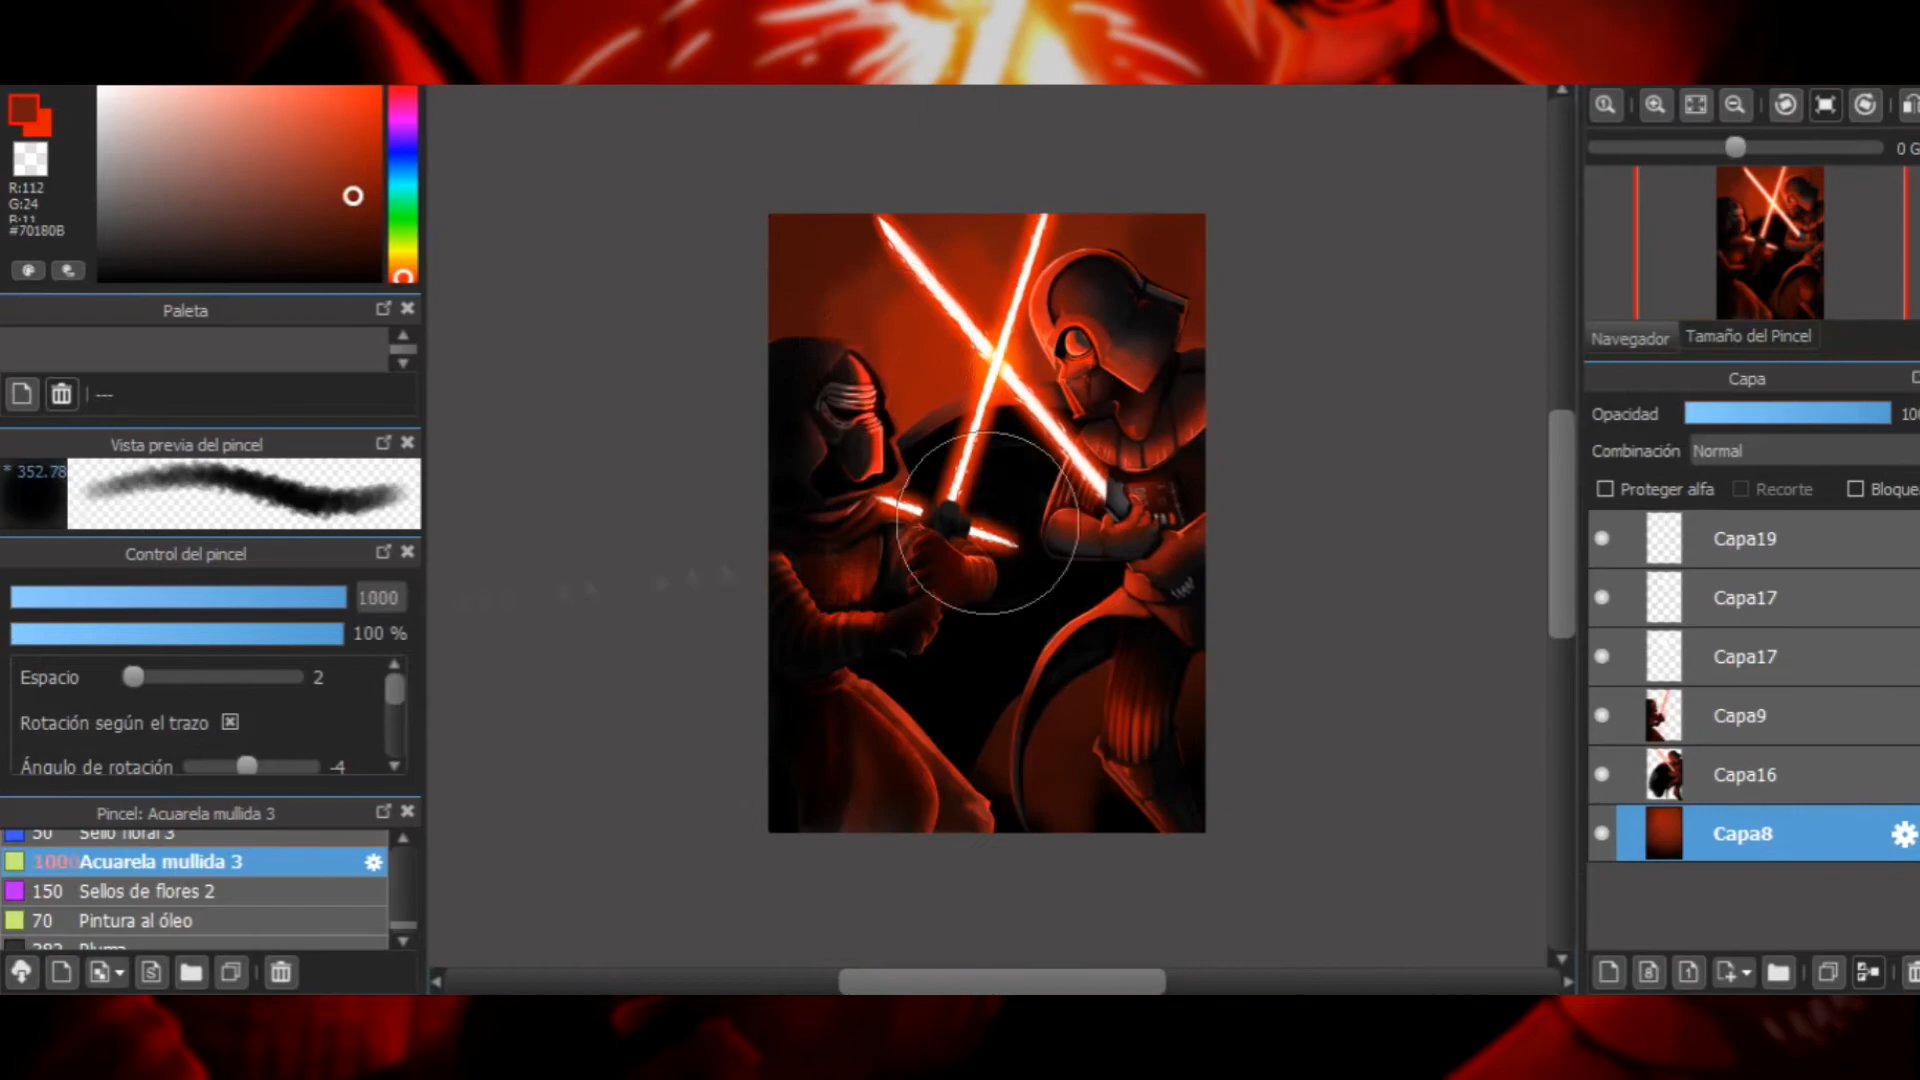 R:112
G:24
B:11
#70180B
Paleta
---
Vista previa del pincel
* 352.78
Control del pincel
1000
100 %
Espacio 2
Rotación según el trazo
Ángulo de rotación -4
Pincel: Acuarela mullida 3
50 Sello floral 3
1000 Acuarela mullida 3
150 Sellos de flores 2
70 Pintura al óleo
Pluma
0 G
Navegador Tamaño del Pincel
Capa
Opacidad 100
Combinación Normal
Proteger alfa Recorte Bloque
Capa19
Capa17
Capa17
Capa9
Capa16
Capa8